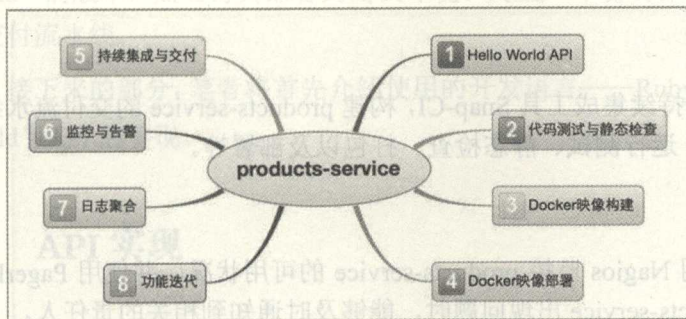 5 持续集成与交付
1 Hello World API
6 监控与告警
2 代码测试与静态检查
products-service
7 日志聚合
3 Docker映像构建
8 功能迭代
4 Docker映像部署